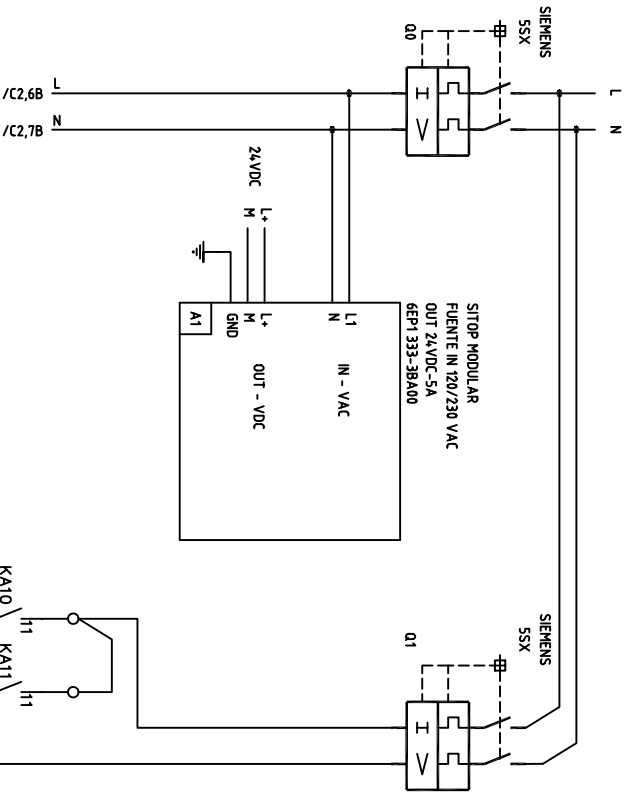 SIEMENS
5SX
Q0
L
N
/C2,6B
L
/C2,7B
N
24VDC
L+
M
SITOP MODULAR
FUENTE IN 120/230 VAC
OUT 24VDC-5A
6EP1 333-3BA00
L1
N
IN - VAC
L+
M
GND
OUT - VDC
A1
SIEMENS
5SX
Q1
KA10
11
KA11
11